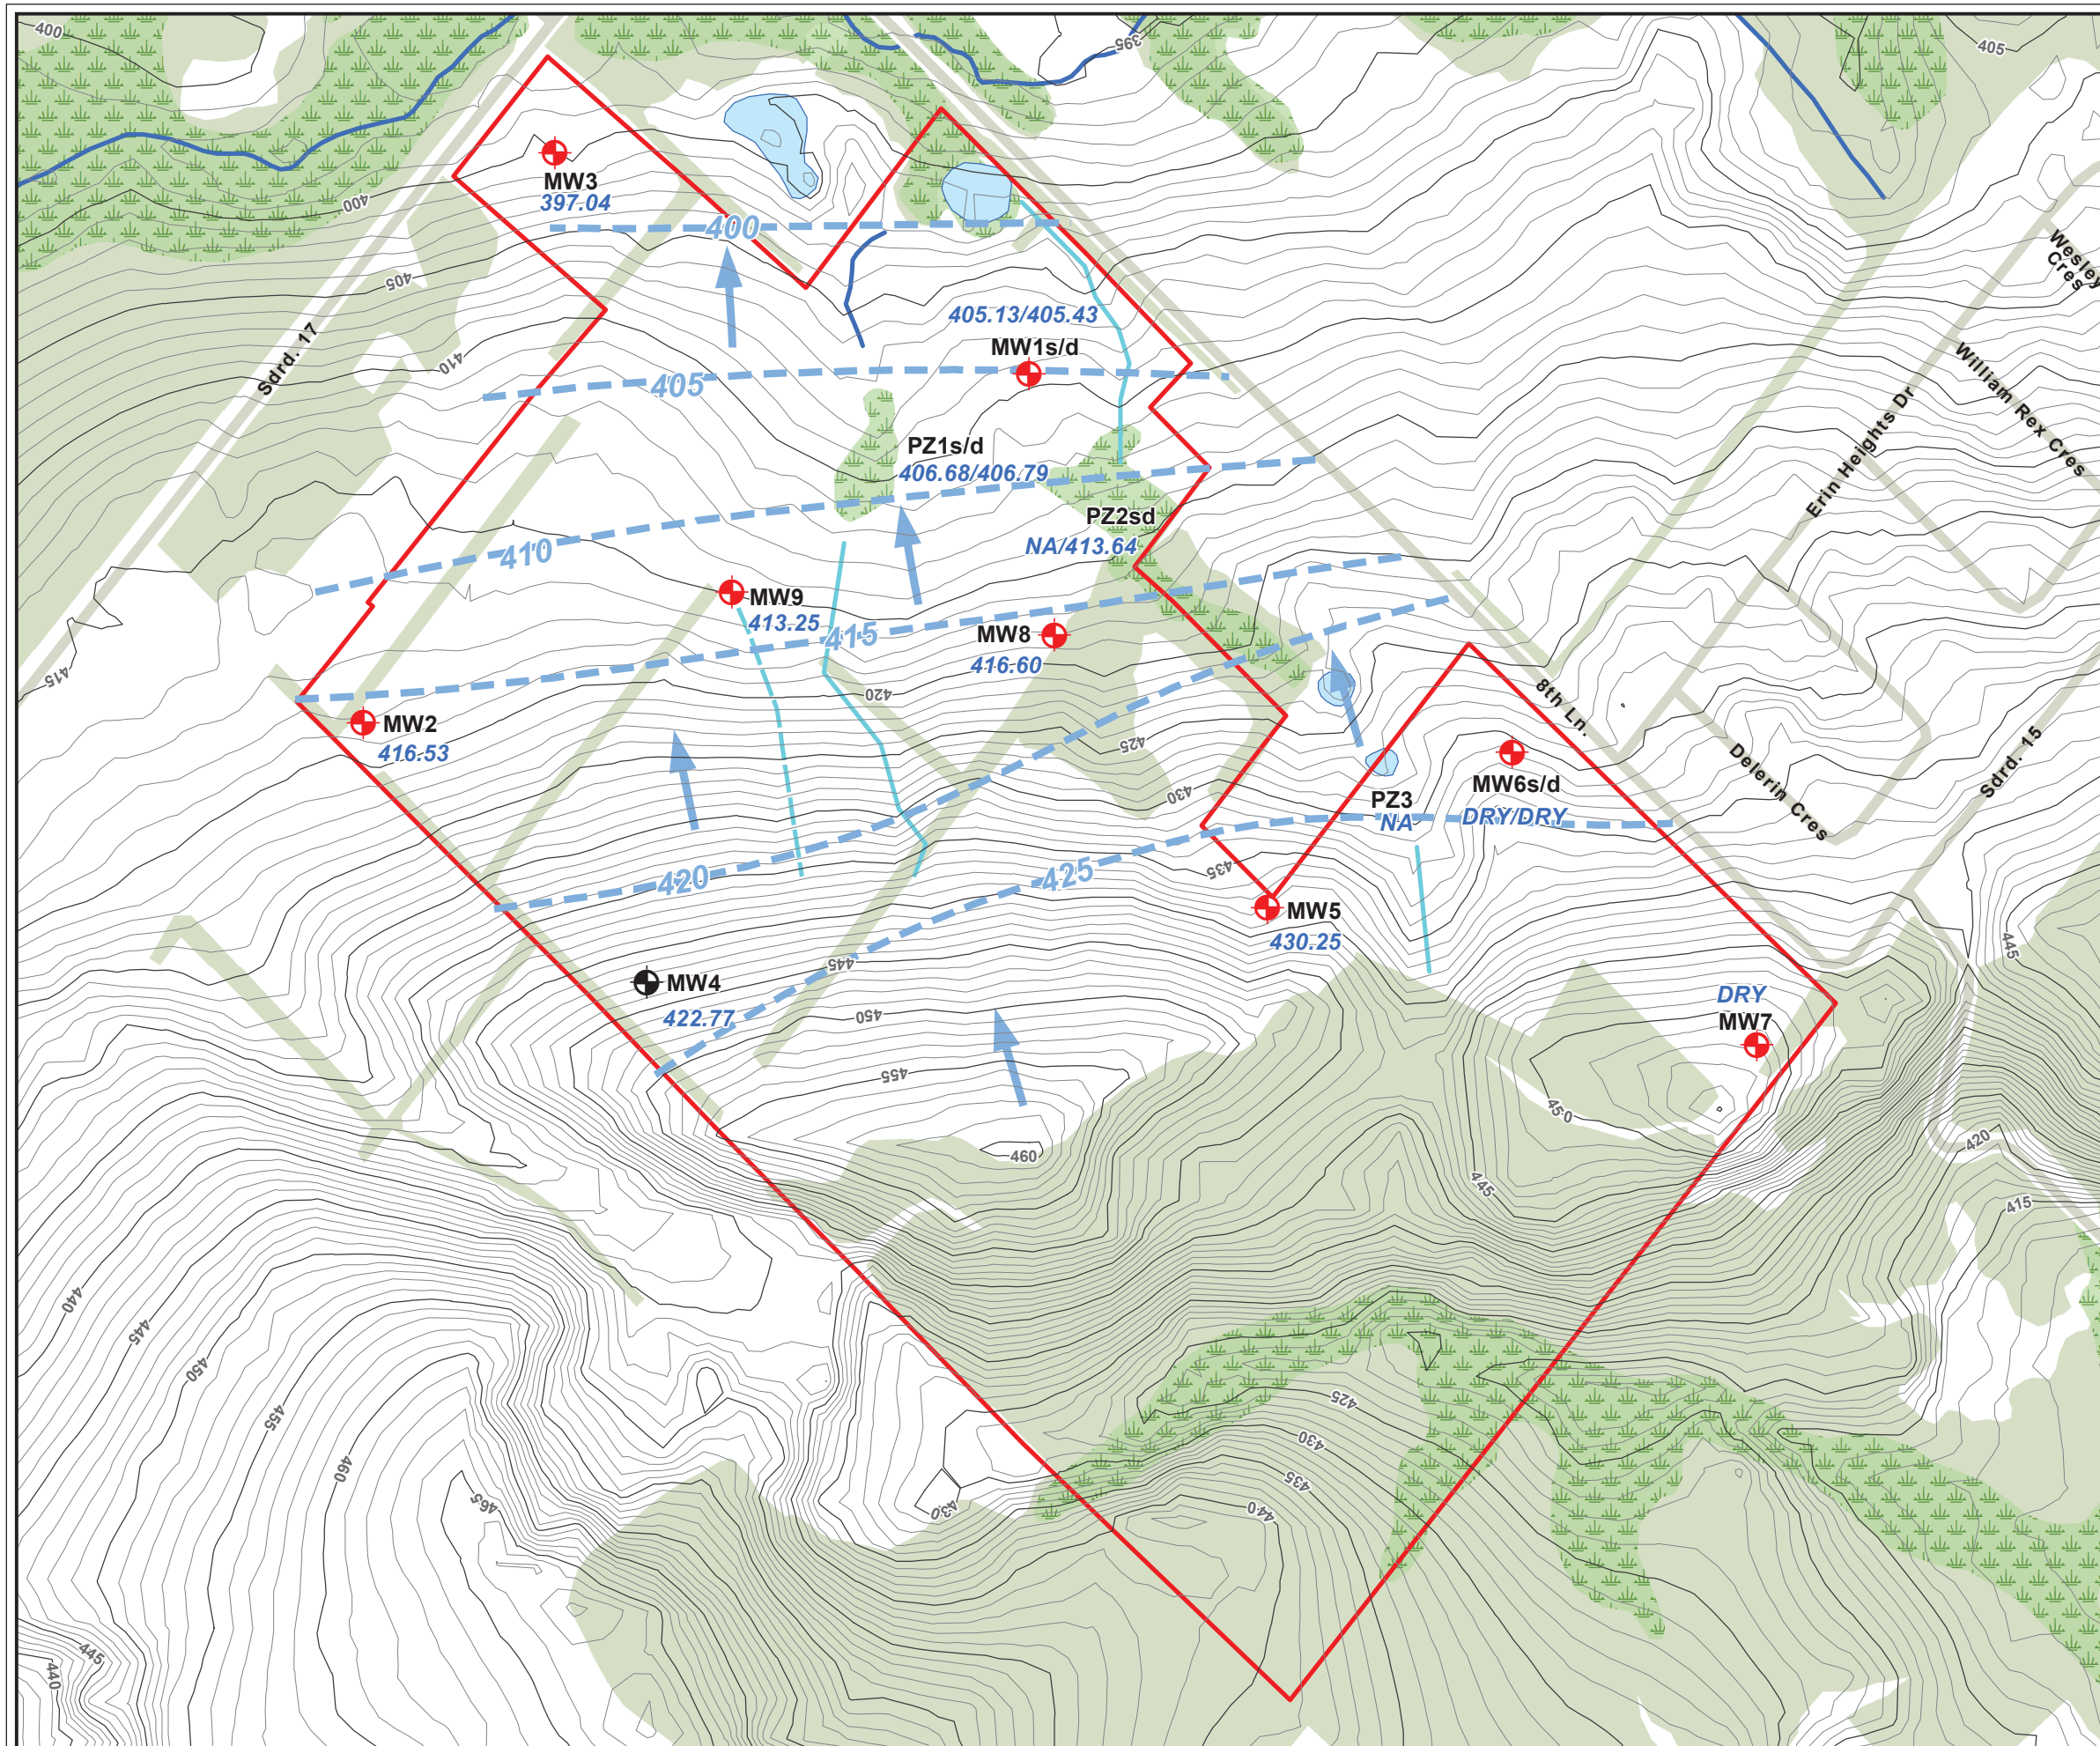 400
395
405
MW3
397.04
400
400
405
405.13/405.43
MW1s/d
410
405
Sdrd. 17
PZ1s/d
406.68/406.79
PZ2sd
NA/413.64
410
MW9
413.25
415
MW8
416.60
415
420
MW2
416.53
425
430
435
420
425
MW5
430.25
PZ3
NA
MW6s/d
DRY/DRY
8th Ln.
Wesley
Cres
William Rex Cres
Erin Heights Dr
Delerin Cres
Sdrd. 15
445
MW4
422.77
445
450
455
460
DRY
MW7
450
445
420
415
440
445
450
455
460
465
430
425
430
435
440
445
440